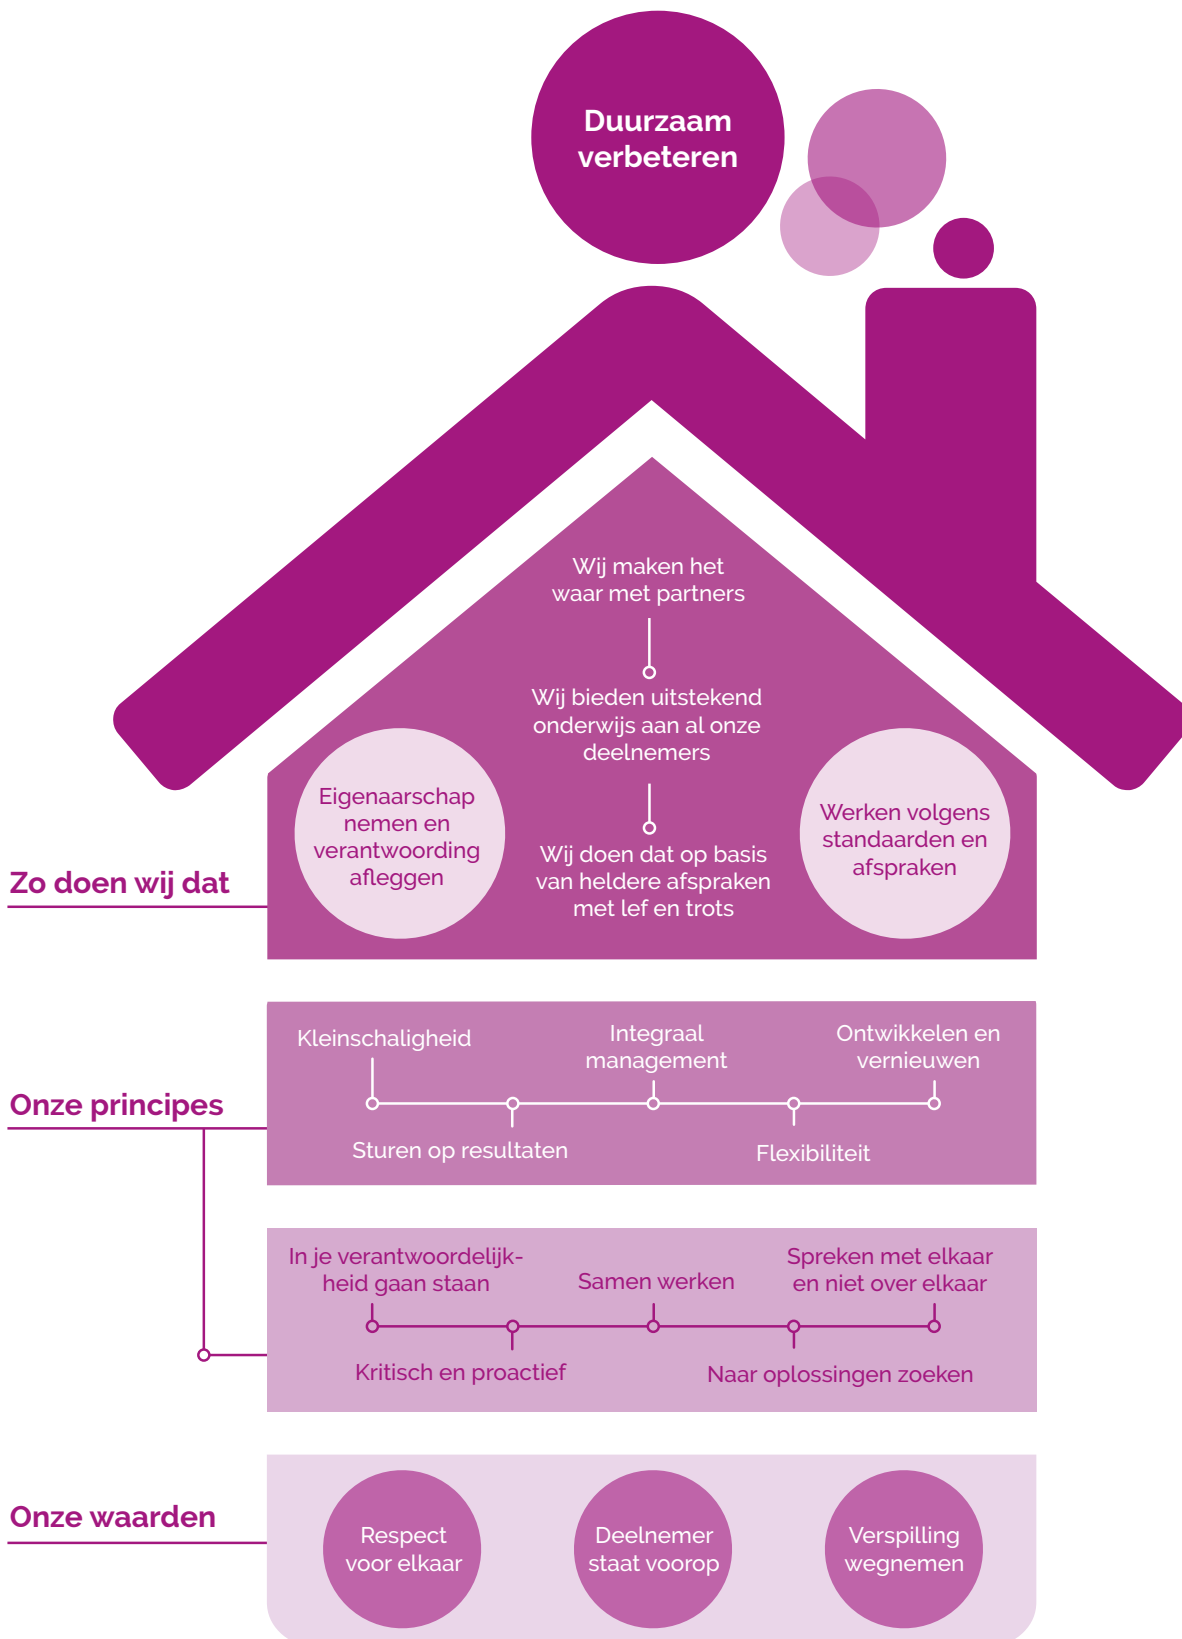 Duurzaam
verbeteren
Wij maken het
waar met partners
Wij bieden uitstekend
onderwijs aan al onze
deelnemers
Eigenaarschap
nemen en
verantwoording
afleggen
Wij doen dat op basis
van heldere afspraken
met lef en trots
Werken volgens
standaarden en
afspraken
Zo doen wij dat
Kleinschaligheid
Integraal
management
Ontwikkelen en
vernieuwen
Onze principes
Sturen op resultaten
Flexibiliteit
In je verantwoordelijk-
heid gaan staan
Samen werken
Spreken met elkaar
en niet over elkaar
Kritisch en proactief
Naar oplossingen zoeken
Onze waarden
Respect
voor elkaar
Deelnemer
staat voorop
Verspilling
wegnemen